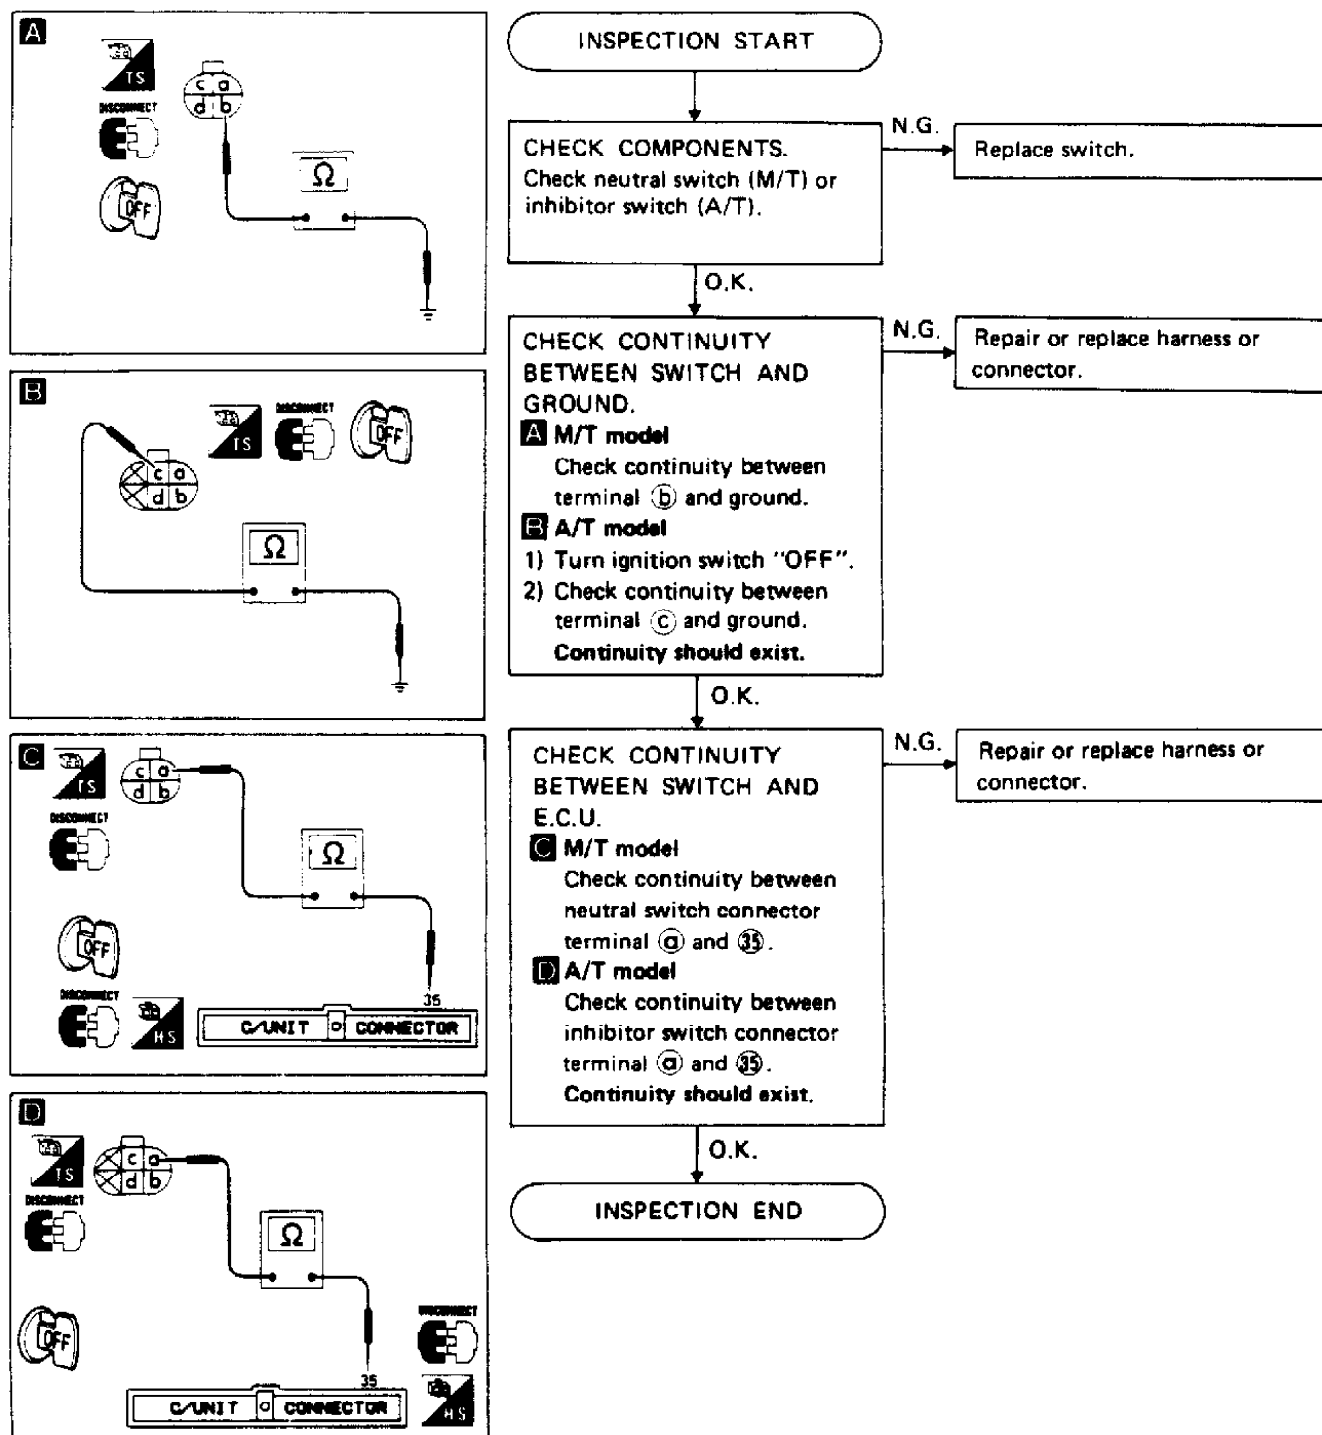 A
TS
DISCONNECT
OFF
c a
d b
Ω
B
TS
DISCONNECT
OFF
c a
d b
Ω
C
TS
DISCONNECT
c a
d b
Ω
OFF
DISCONNECT
HS
35
C/UNIT CONNECTOR
D
TS
DISCONNECT
c a
d b
Ω
OFF
DISCONNECT
HS
35
C/UNIT CONNECTOR
INSPECTION START
CHECK COMPONENTS.
Check neutral switch (M/T) or
inhibitor switch (A/T).
N.G.
Replace switch.
O.K.
CHECK CONTINUITY
BETWEEN SWITCH AND
GROUND.
A M/T model
Check continuity between
terminal ⓑ and ground.
B A/T model
1) Turn ignition switch "OFF".
2) Check continuity between
terminal ⓒ and ground.
Continuity should exist.
N.G.
Repair or replace harness or
connector.
O.K.
CHECK CONTINUITY
BETWEEN SWITCH AND
E.C.U.
C M/T model
Check continuity between
neutral switch connector
terminal ⓐ and ㉟.
D A/T model
Check continuity between
inhibitor switch connector
terminal ⓐ and ㉟.
Continuity should exist.
N.G.
Repair or replace harness or
connector.
O.K.
INSPECTION END